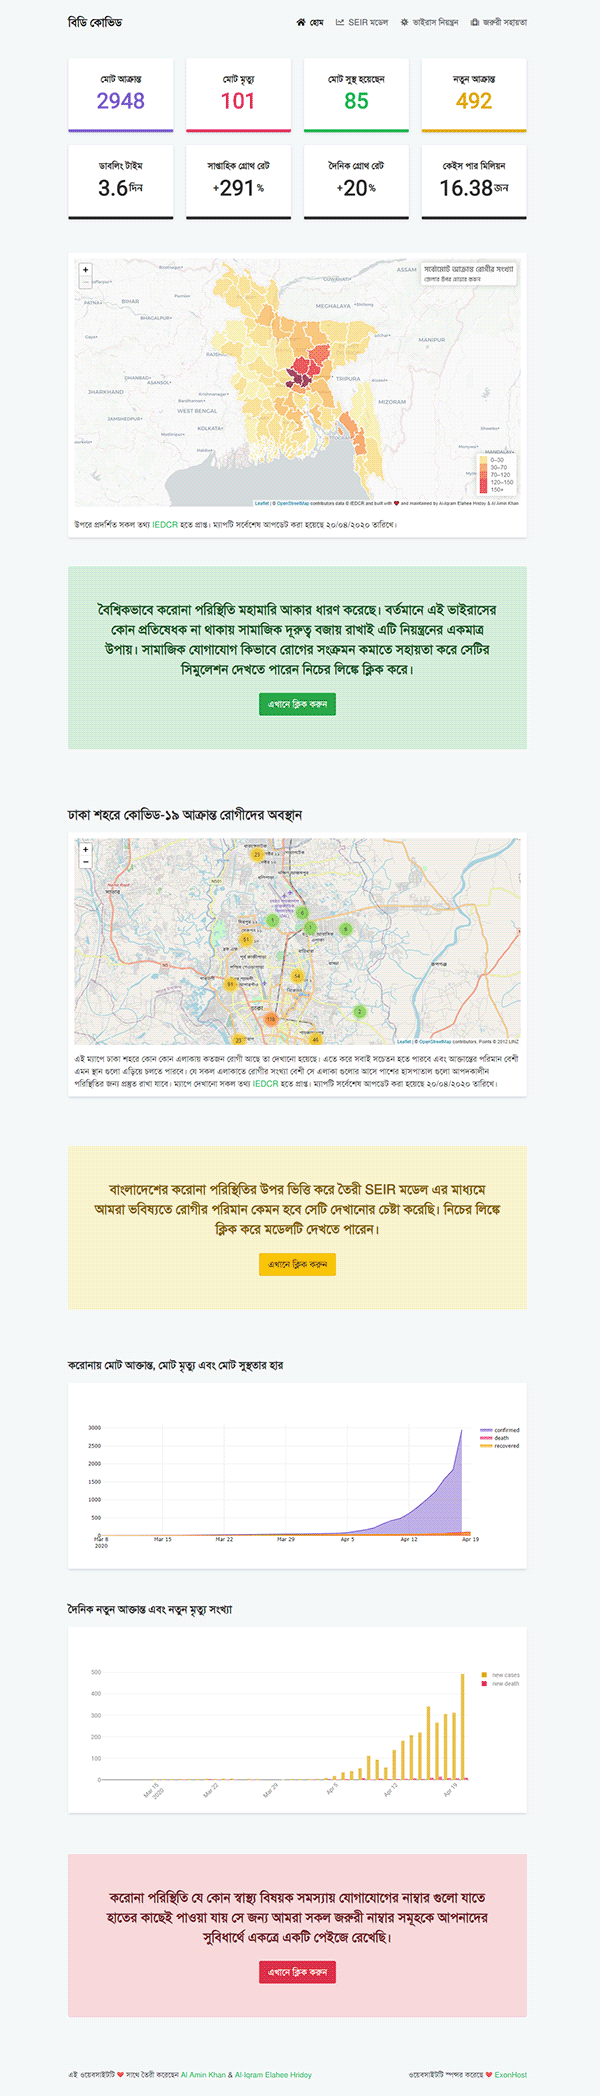 বিডি কোভিড
হোম
SEIR মডেল
ভাইরাস নিয়ন্ত্রন
জরুরী সহায়তা
মোট আক্রান্ত
মোট মৃত্যু
মোট সুস্থ হয়েছেন
নতুন আক্রান্ত
2948
101
85
492
ডাবলিং টাইম
সাপ্তাহিক গ্রোথ রেট
দৈনিক গ্রোথ রেট
কেইস পার মিলিয়ন
3.6দিন
+291%
+20%
16.38জন
সর্বোমোট আক্রান্ত রোগীর সংখ্যা
ASSAM
BIHAR
MEGHALAYA
BHAGALPUR
MANIPUR
DHANBAD
ASANSOL
JHARKHAND
TRIPURA
MIZORAM
WEST BENGAL
JAMSHEDPUR
KOLKATA
0–30
30–70
70–120
120–150
150+
Leaflet | © OpenStreetMap contributors data © IEDCR and built with ❤ and maintained by Al-Iqram Elahee Hridoy & Al Amin Khan
উপরে প্রদর্শিত সকল তথ্য IEDCR হতে প্রাপ্ত। ম্যাপটি সর্বেশেষ আপডেট করা হয়েছে ২০/০৪/২০২০ তারিখে।
বৈশ্বিকভাবে করোনা পরিস্থিতি মহামারি আকার ধারণ করেছে। বর্তমানে এই ভাইরাসের
কোন প্রতিষেধক না থাকায় সামাজিক দূরুত্ব বজায় রাখাই এটি নিয়ন্ত্রনের একমাত্র
উপায়। সামাজিক যোগাযোগ কিভাবে রোগের সংক্রমন কমাতে সহায়তা করে সেটির
সিমুলেশন দেখতে পারেন নিচের লিঙ্কে ক্লিক করে।
এখানে ক্লিক করুন
ঢাকা শহরে কোভিড-১৯ আক্রান্ত রোগীদের অবস্থান
ঢাকা
Leaflet | © OpenStreetMap contributors, Points © 2012 LINZ
এই ম্যাপে ঢাকা শহরে কোন কোন এলাকায় কতজন রোগী আছে তা দেখানো হয়েছে। এতে করে সবাই সচেতন হতে পারবে এবং আক্রান্তের পরিমান বেশী
এমন স্থান গুলো এড়িয়ে চলতে পারবে। যে সকল এলাকাতে রোগীর সংখ্যা বেশী সে এলাকা গুলোর আসে পাশের হাসপাতাল গুলো আপদকালীন
পরিস্থিতির জন্য প্রস্তুত রাখা যাবে। ম্যাপে দেখানো সকল তথ্য IEDCR হতে প্রাপ্ত। ম্যাপটি সর্বেশেষ আপডেট করা হয়েছে ২০/০৪/২০২০ তারিখে।
বাংলাদেশের করোনা পরিস্থিতির উপর ভিত্তি করে তৈরী SEIR মডেল এর মাধ্যমে
আমরা ভবিষ্যতে রোগীর পরিমান কেমন হবে সেটি দেখানোর চেষ্টা করেছি। নিচের লিঙ্কে
ক্লিক করে মডেলটি দেখতে পারেন।
এখানে ক্লিক করুন
করোনায় মোট আক্তান্ত, মোট মৃত্যু এবং মোট সুস্থতার হার
3000
2500
2000
1500
1000
500
0
Mar 8
2020
Mar 15
Mar 22
Mar 29
Apr 5
Apr 12
Apr 19
confirmed
death
recovered
দৈনিক নতুন আক্তান্ত এবং নতুন মৃত্যু সংখ্যা
500
400
300
200
100
0
Mar 15
2020
Mar 22
Mar 29
Apr 5
Apr 12
Apr 19
new cases
new death
করোনা পরিস্থিতি যে কোন স্বাস্থ্য বিষয়ক সমস্যায় যোগাযোগের নাম্বার গুলো যাতে
হাতের কাছেই পাওয়া যায় সে জন্য আমরা সকল জরুরী নাম্বার সমূহকে আপনাদের
সুবিধার্থে একত্রে একটি পেইজে রেখেছি।
এখানে ক্লিক করুন
এই ওয়েবসাইটটি ❤ সাথে তৈরী করেছেন Al Amin Khan & Al-Iqram Elahee Hridoy
ওয়েবসাইটটি স্পন্সর করেছে ❤ ExonHost